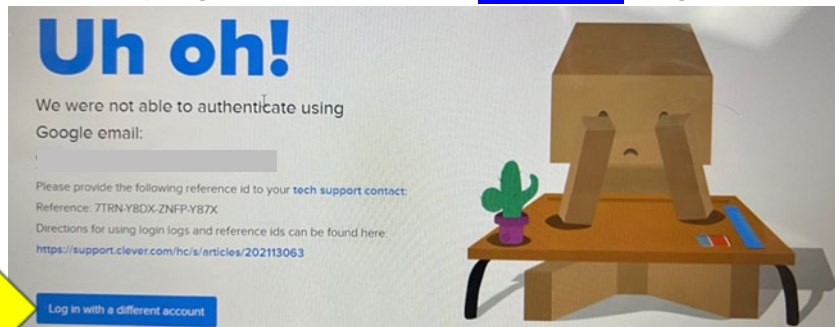 Uh oh!
We were not able to authenticate using
Google email:
Please provide the following reference id to your tech support contact:
Reference: 7TRN-Y8DX-ZNFP-Y87X
Directions for using login logs and reference ids can be found here:
https://support.clever.com/hc/s/articles/202113063
Log in with a different account